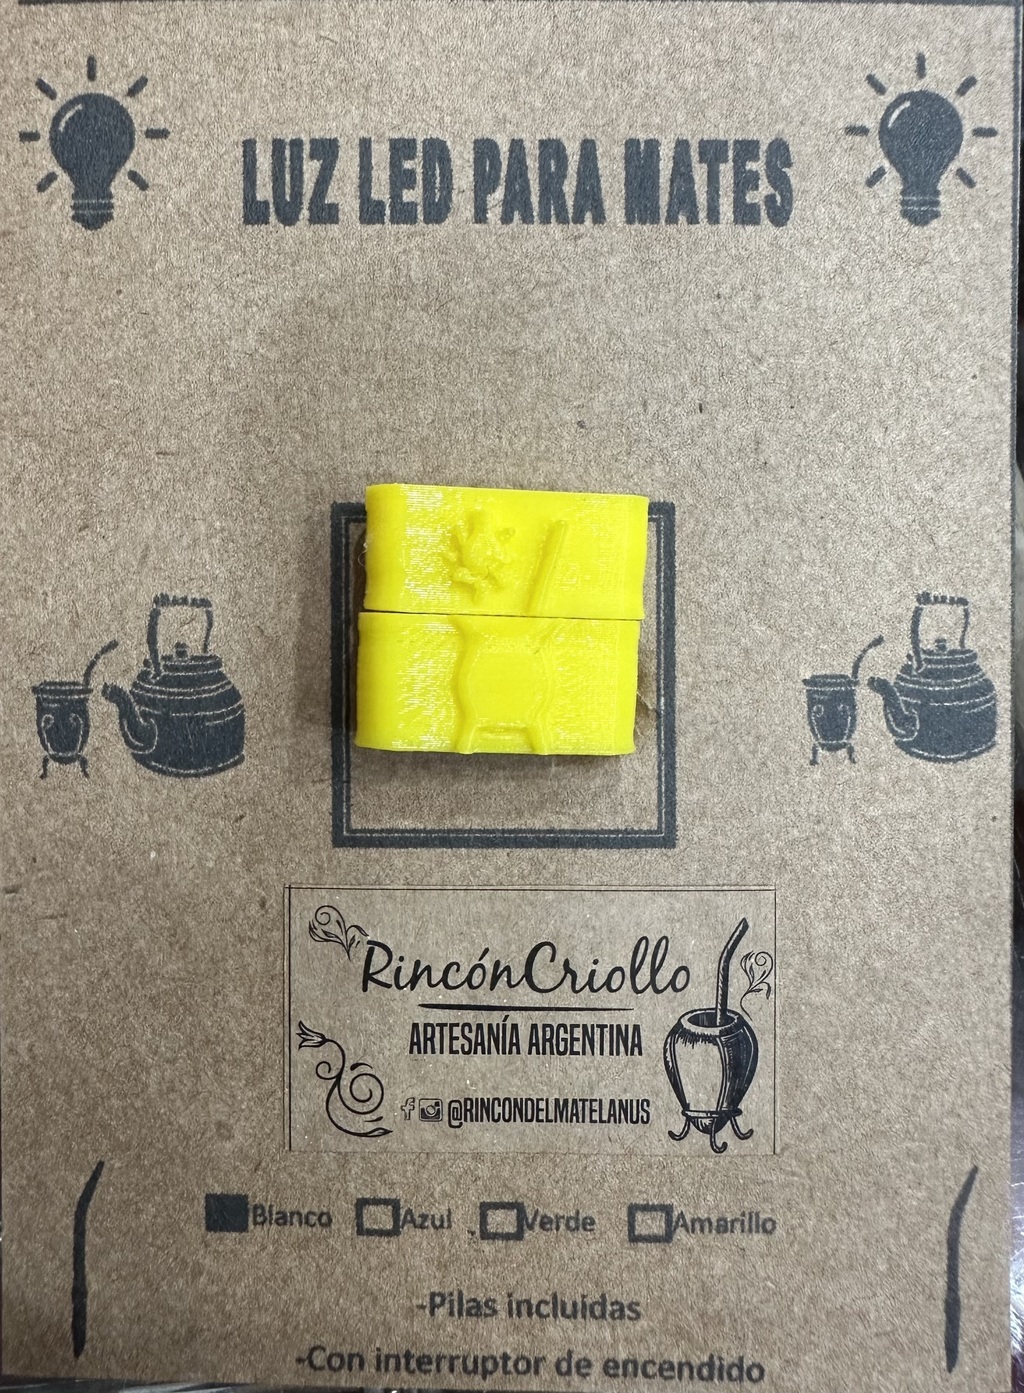 LUZ LED PARA MATES
RincónCriollo
ARTESANÍA ARGENTINA
@RINCONDELMATELANUS
Blanco Azul Verde Amarillo
-Pilas incluidas
-Con interruptor de encendido